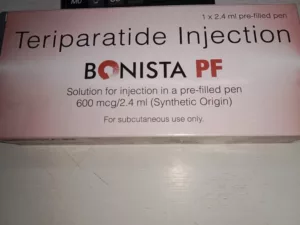 1 x 2.4 ml pre-filled pen
Teriparatide Injection
BONISTA PF
Solution for injection in a pre-filled pen
600 mcg/2.4 ml (Synthetic Origin)
For subcutaneous use only.